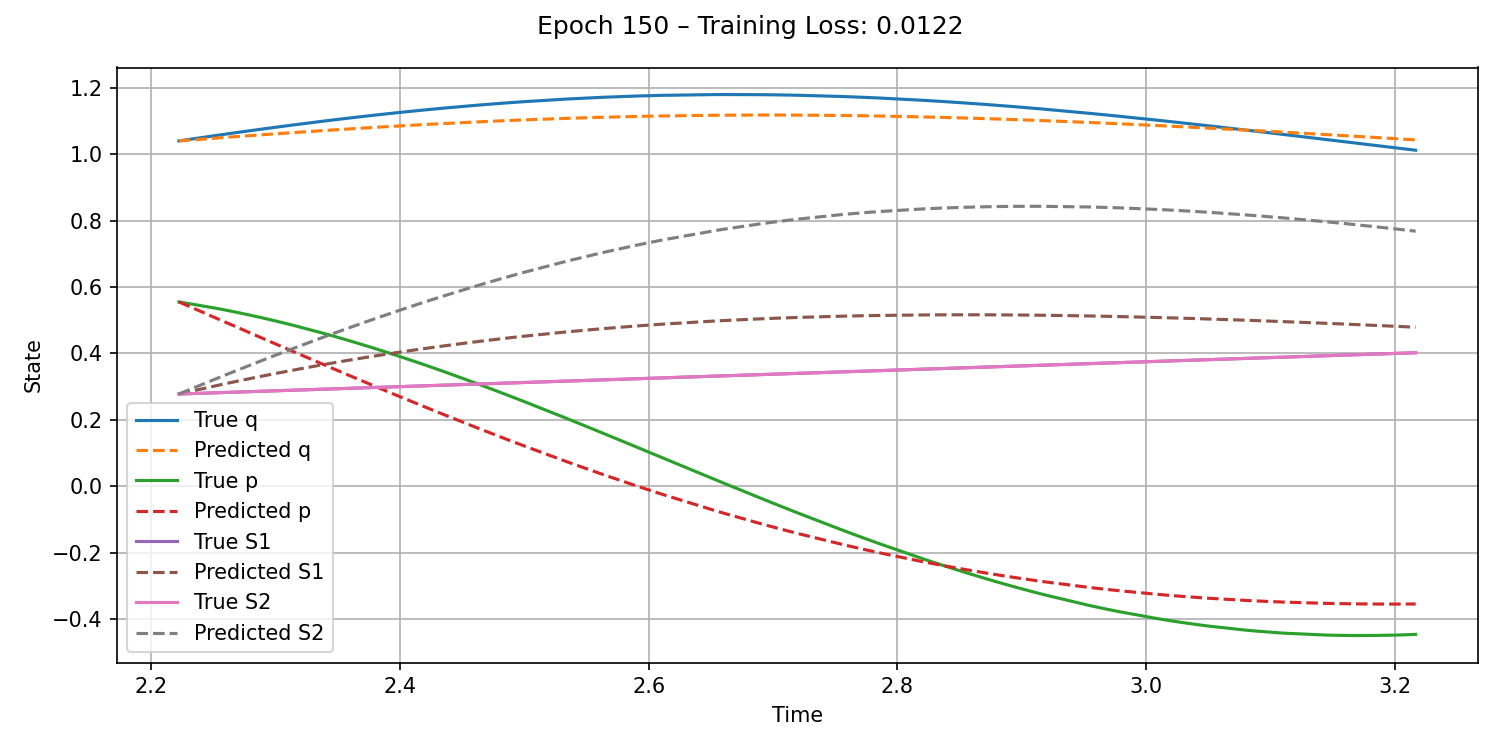 Epoch 150 – Training Loss: 0.0122
1.2
1.0
0.8
0.6
0.4
0.2
0.0
−0.2
−0.4
State
True q
Predicted q
True p
Predicted p
True S1
Predicted S1
True S2
Predicted S2
2.2 2.4 2.6 2.8 3.0 3.2
Time